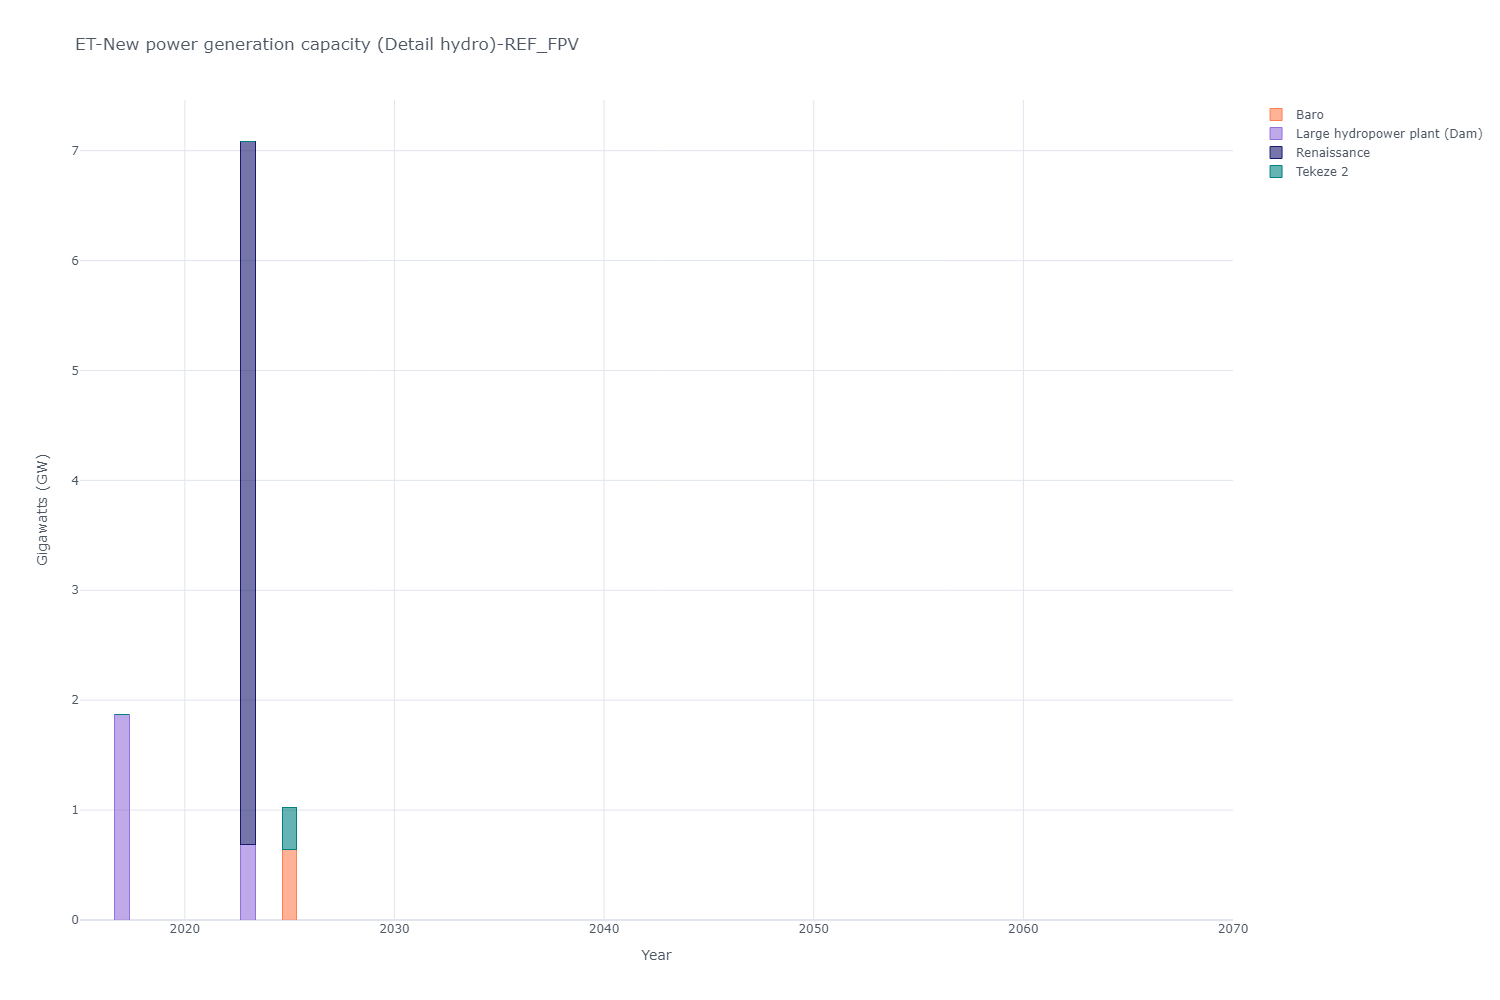 ET-New power generation capacity (Detail hydro)-REF_FPV
Baro
Large hydropower plant (Dam)
Renaissance
Tekeze 2
Gigawatts (GW)
7
6
5
4
3
2
1
0
2020
2030
2040
2050
2060
2070
Year